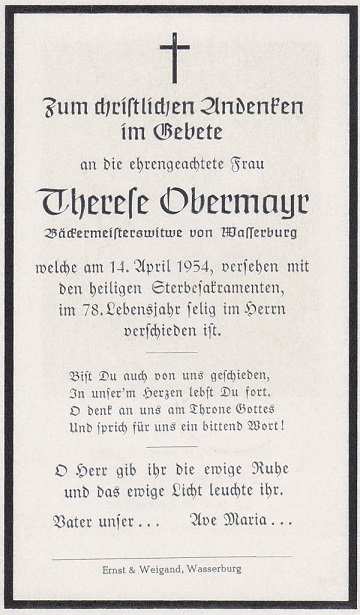 Zum christlichen Andenken
im Gebete
an die ehrengeachtete Frau
Therese Obermayr
Bäckermeisterswitwe von Wasserburg
welche am 14. April 1954, versehen mit
den heiligen Sterbesakramenten,
im 78. Lebensjahr selig im Herrn
verschieden ist.
Bist Du auch von uns geschieden,
In unser'm Herzen lebst Du fort.
O denk an uns am Throne Gottes
Und sprich für uns ein bittend Wort!
O Herr gib ihr die ewige Ruhe
und das ewige Licht leuchte ihr.
Vater unser... Ave Maria...
Ernst & Weigand, Wasserburg